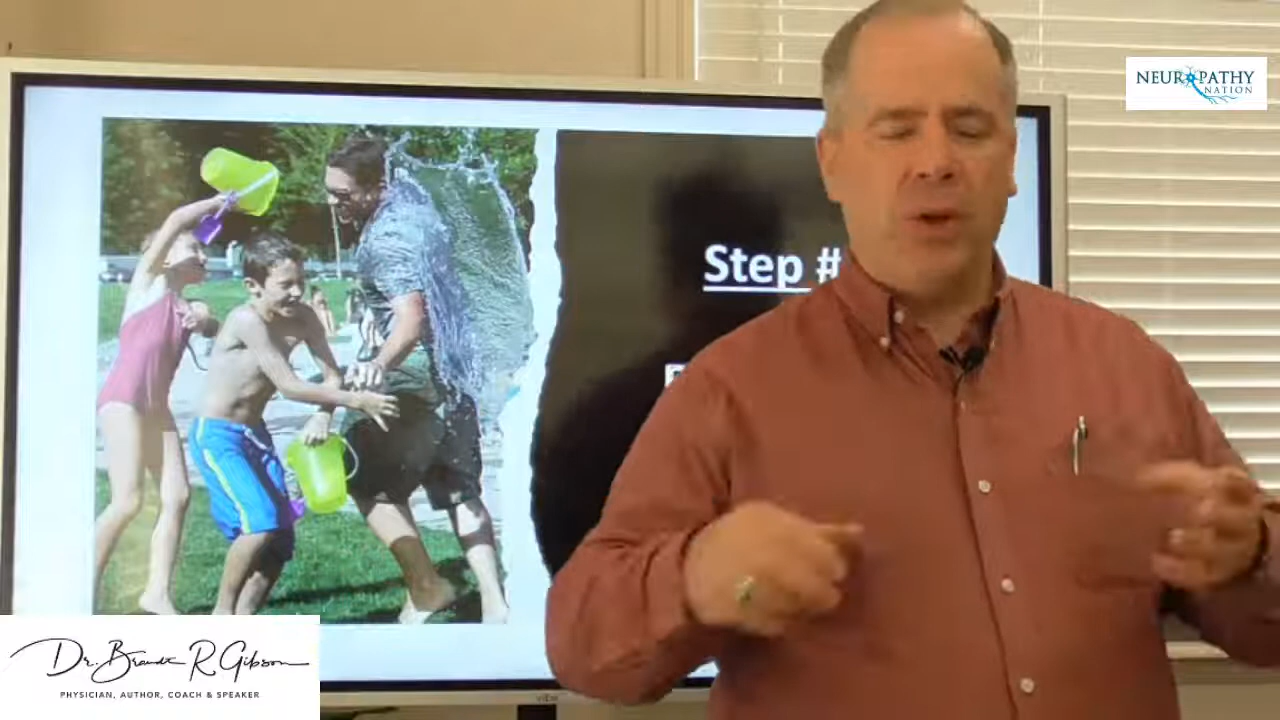 NEUROPATHY
NATION
Step #
Dr. Brandt R Gibson
PHYSICIAN, AUTHOR, COACH & SPEAKER